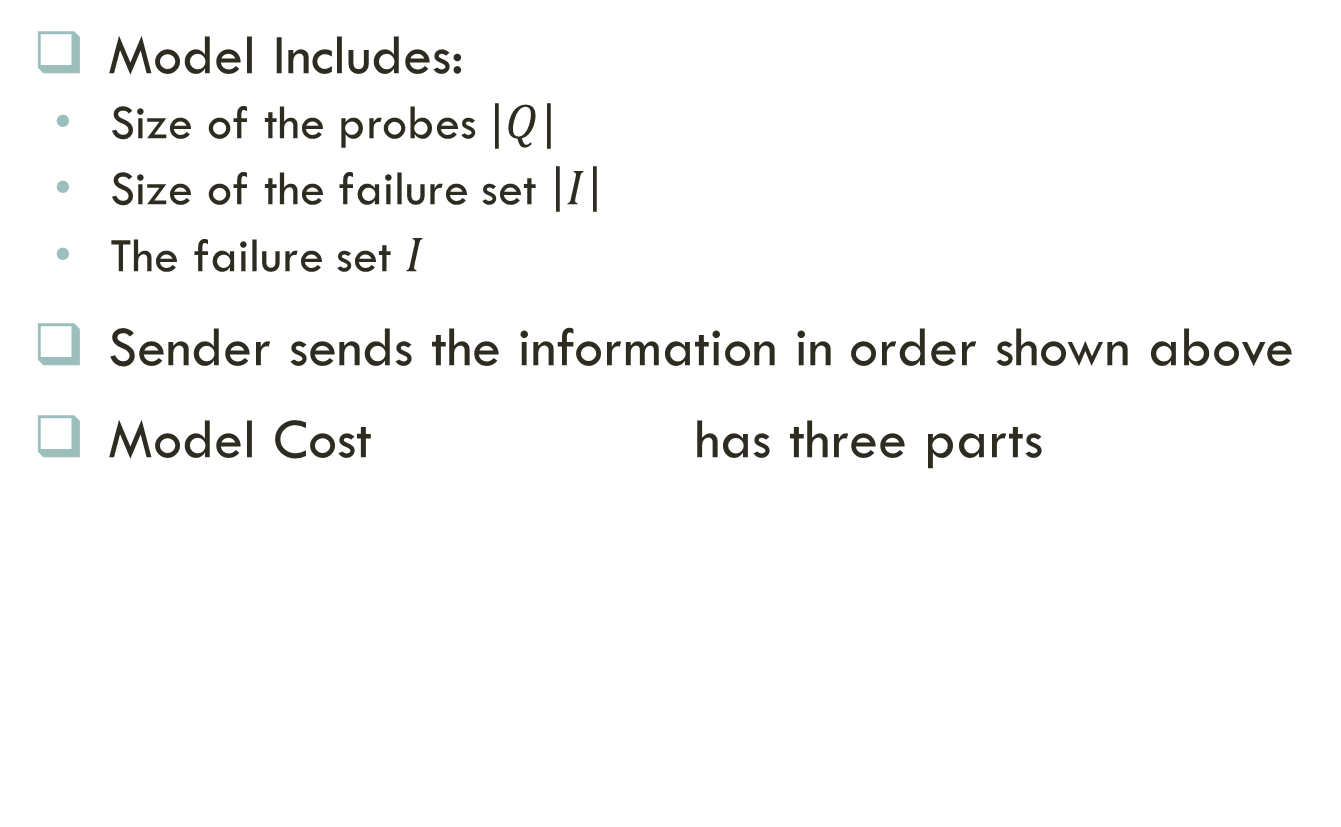 Model Includes:
• Size of the probes |Q|
• Size of the failure set |I|
• The failure set I
Sender sends the information in order shown above
Model Cost has three parts